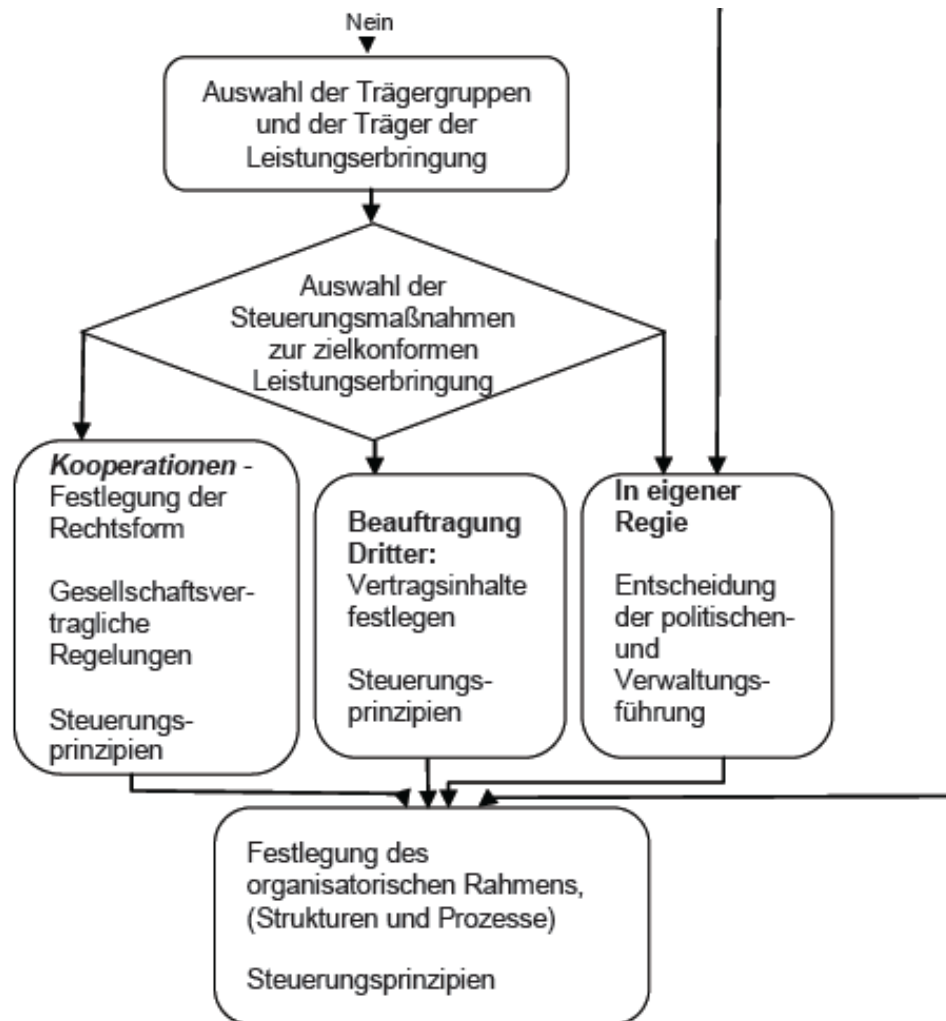 Nein
Auswahl der Trägergruppen
und der Träger der
Leistungserbringung
Auswahl der
Steuerungsmaßnahmen
zur zielkonformen
Leistungserbringung
Kooperationen -
Festlegung der
Rechtsform
Gesellschaftsver-
tragliche
Regelungen
Steuerungs-
prinzipien
Beauftragung
Dritter:
Vertragsinhalte
festlegen
Steuerungs-
prinzipien
In eigener
Regie
Entscheidung
der politischen-
und
Verwaltungs-
führung
Festlegung des
organisatorischen Rahmens,
(Strukturen und Prozesse)
Steuerungsprinzipien